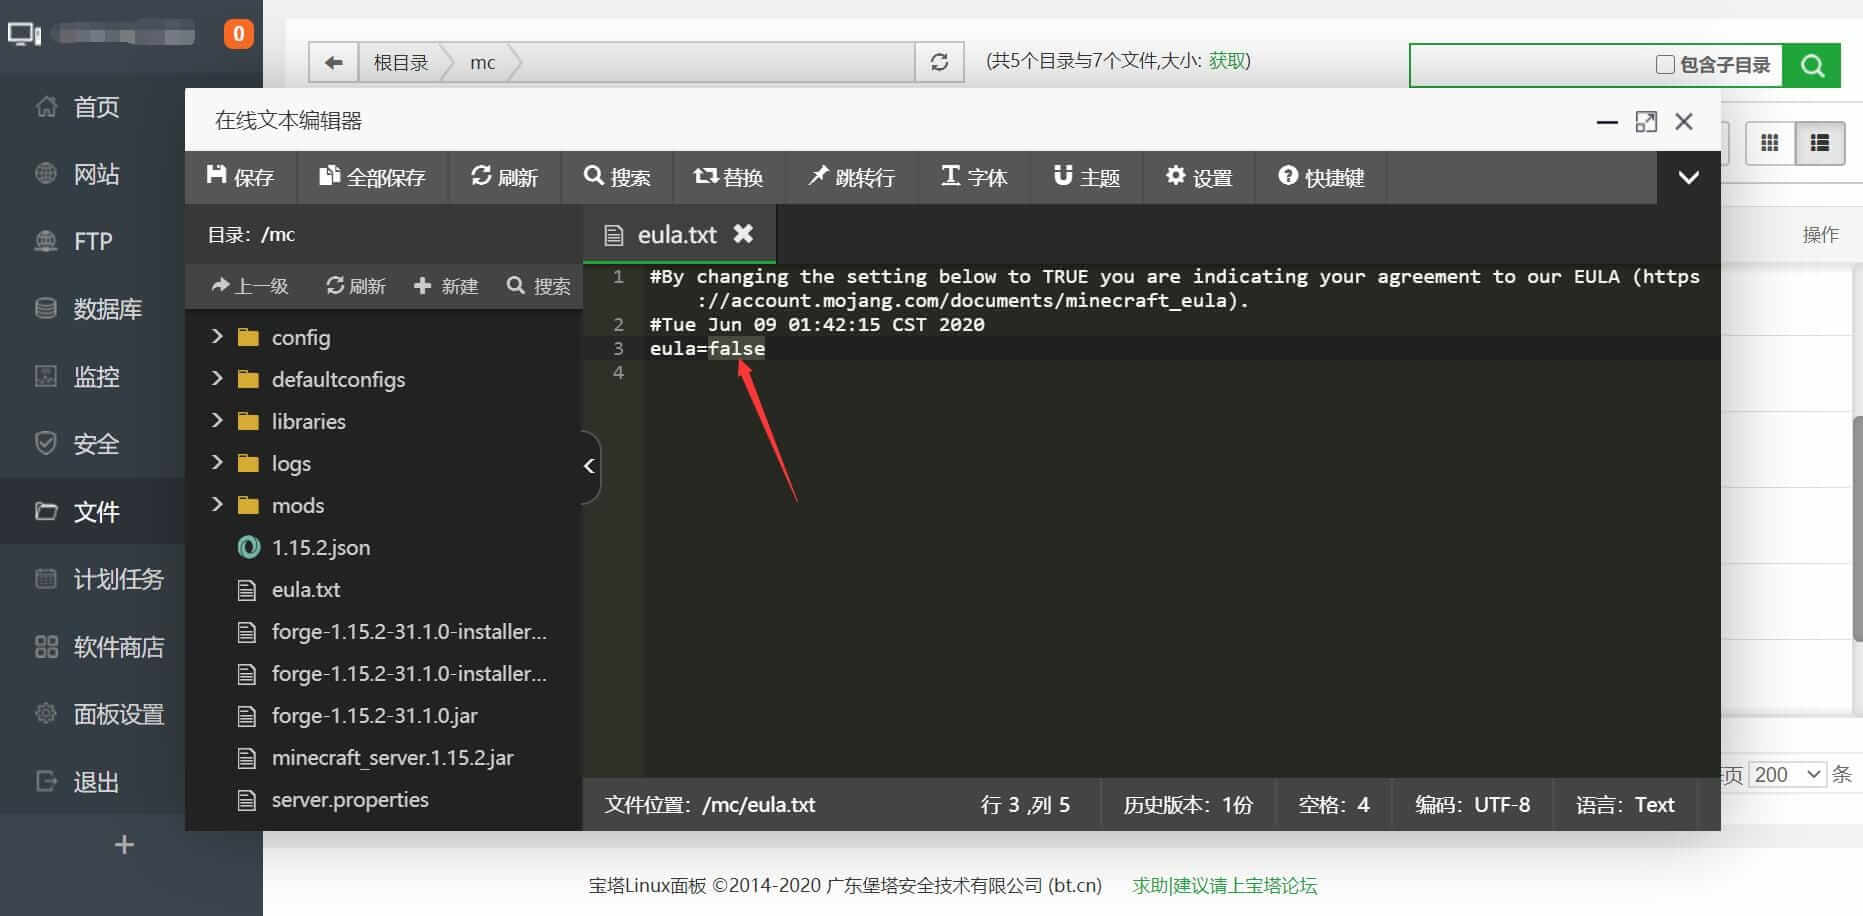 0
首页
网站
FTP
数据库
监控
安全
文件
计划任务
软件商店
面板设置
退出
根目录
mc
(共5个目录与7个文件,大小: 获取)
包含子目录
操作
在线文本编辑器
保存
全部保存
刷新
搜索
替换
跳转行
字体
主题
设置
快捷键
目录：/mc
上一级
刷新
新建
搜索
config
defaultconfigs
libraries
logs
mods
1.15.2.json
eula.txt
forge-1.15.2-31.1.0-installer...
forge-1.15.2-31.1.0-installer...
forge-1.15.2-31.1.0.jar
minecraft_server.1.15.2.jar
server.properties
eula.txt
1 #By changing the setting below to TRUE you are indicating your agreement to our EULA (https
://account.mojang.com/documents/minecraft_eula).
2 #Tue Jun 09 01:42:15 CST 2020
3 eula=false
4
文件位置：/mc/eula.txt
行 3 ,列 5
历史版本：1份
空格：4
编码：UTF-8
语言：Text
页 200 条
宝塔Linux面板 ©2014-2020 广东堡塔安全技术有限公司 (bt.cn)
求助|建议请上宝塔论坛